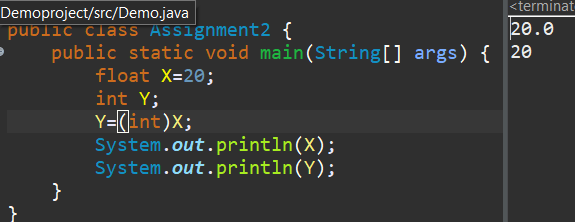 Demoproject/src/Demo.java
public class Assignment2 {
public static void main(String[] args) {
float X=20;
int Y;
Y=(int)X;
System.out.println(X);
System.out.println(Y);
}
}
<terminate
20.0
20